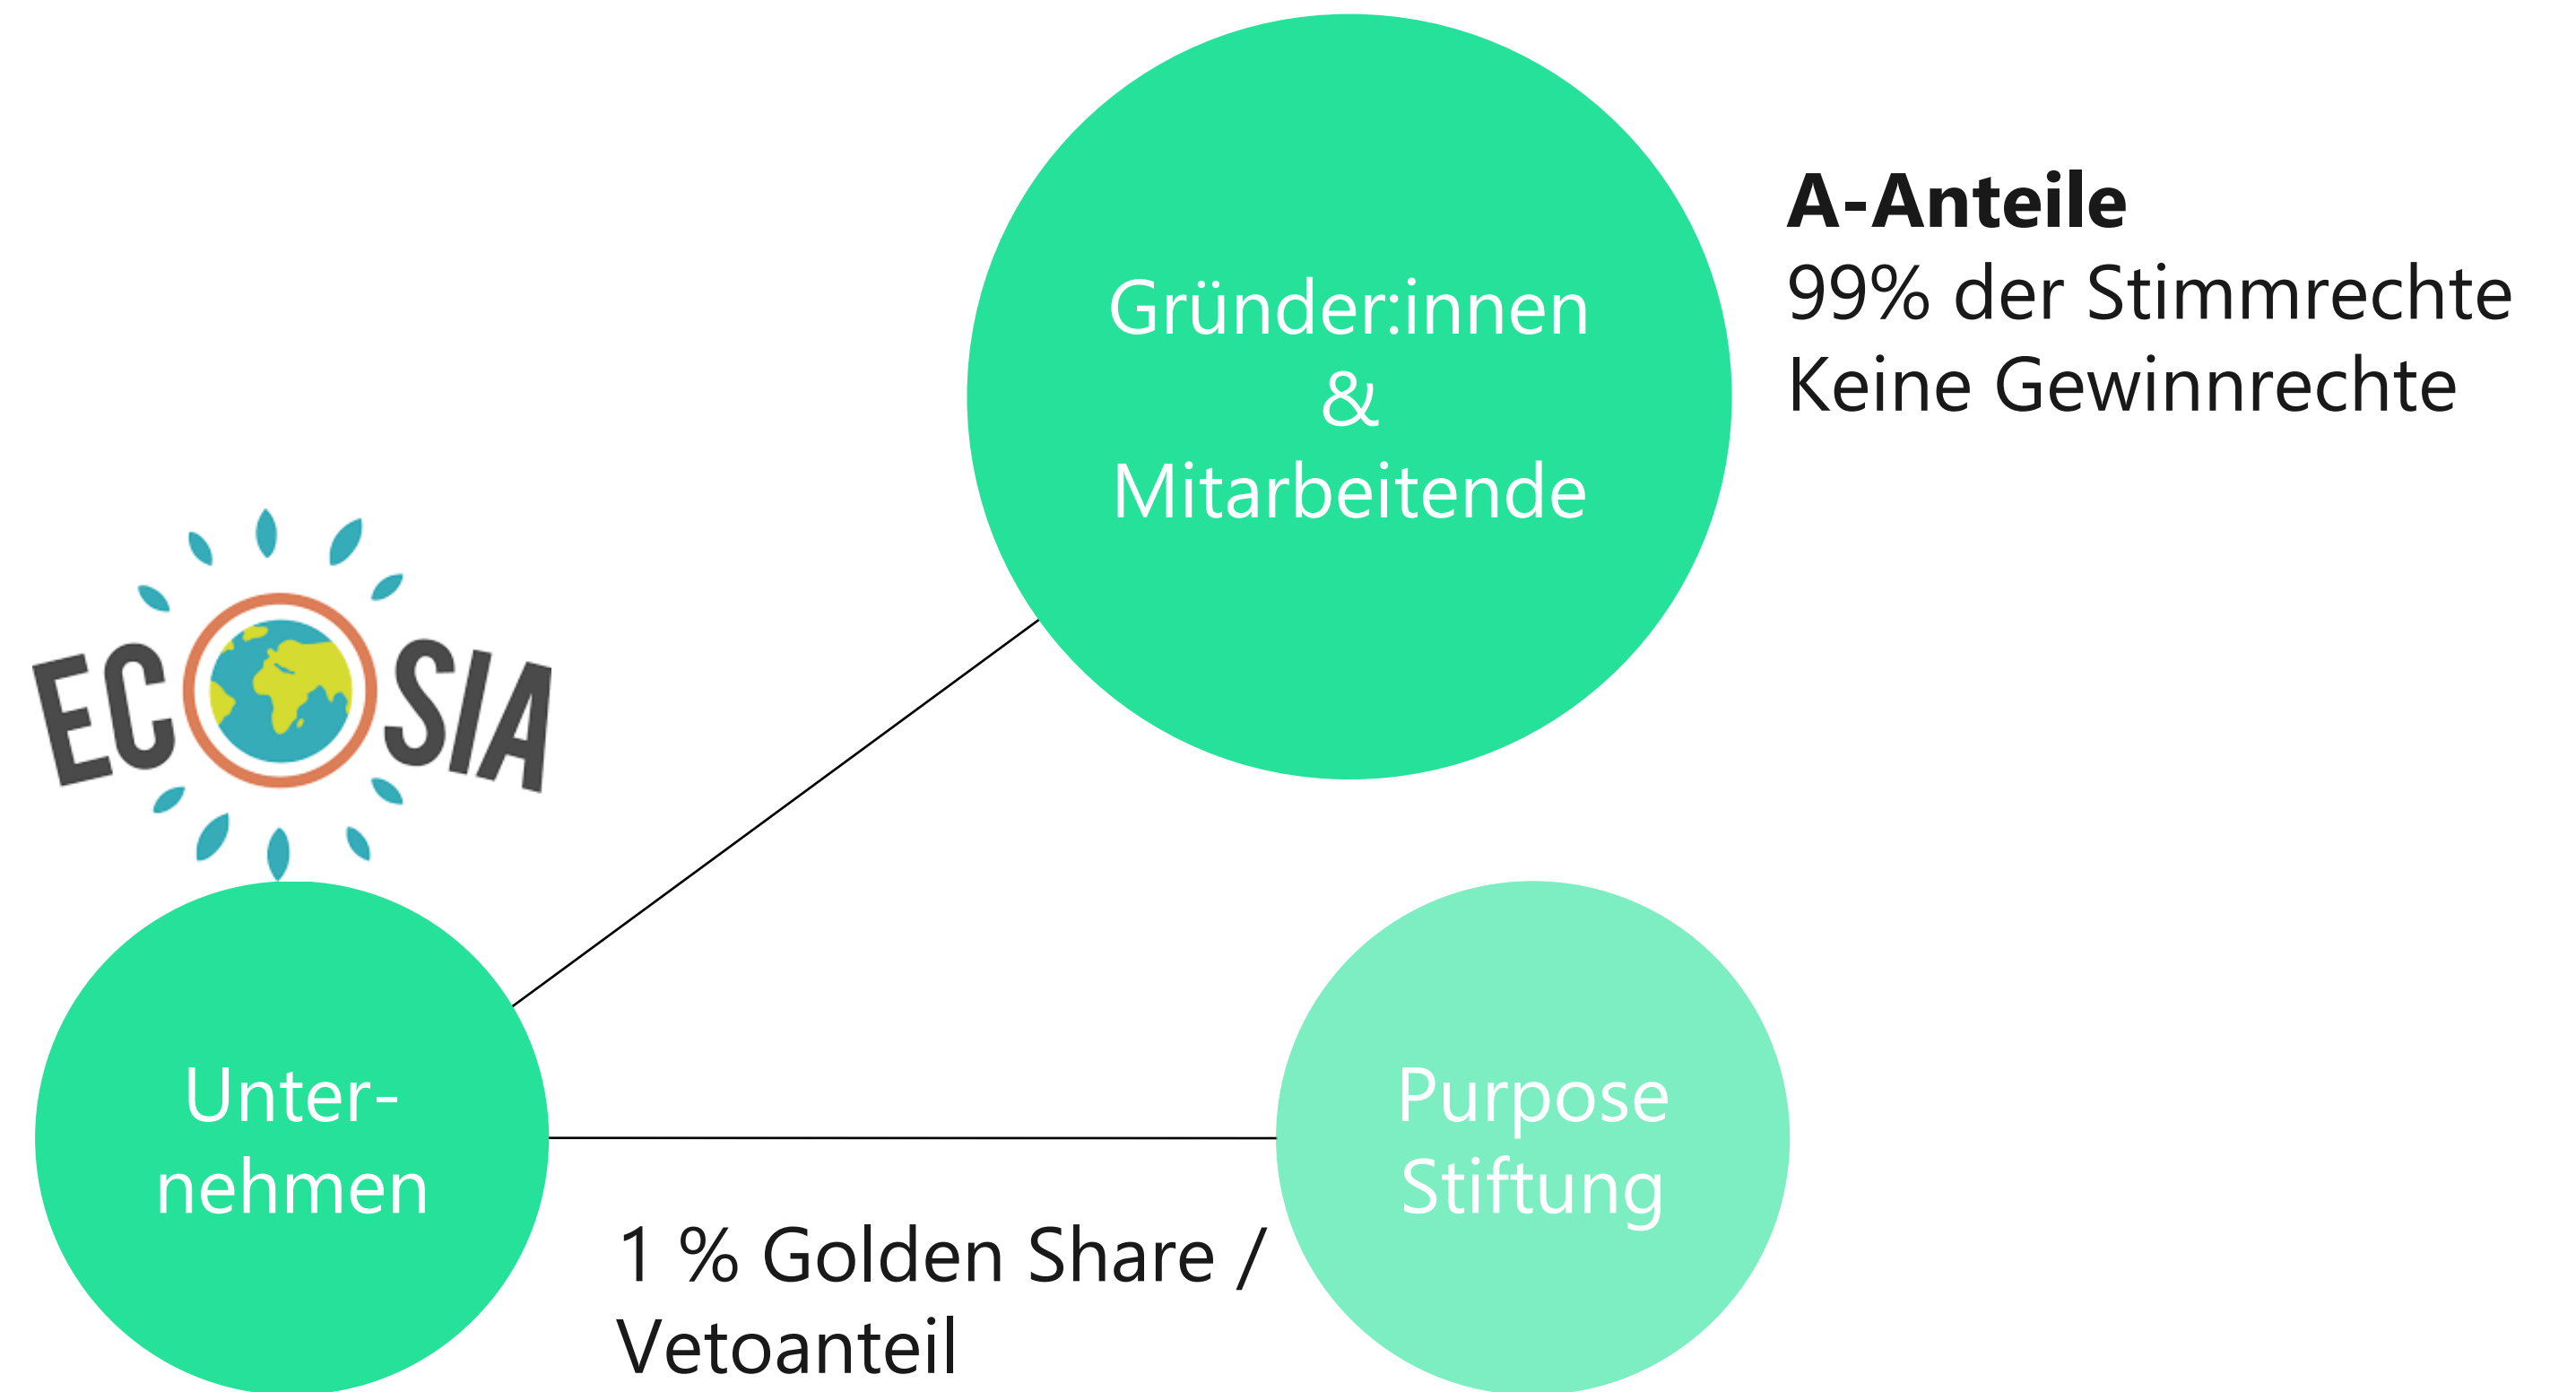 Gründer:innen
&
Mitarbeitende
A-Anteile
99% der Stimmrechte
Keine Gewinnrechte
ECOSIA
Unter-
nehmen
1 % Golden Share /
Vetoanteil
Purpose
Stiftung